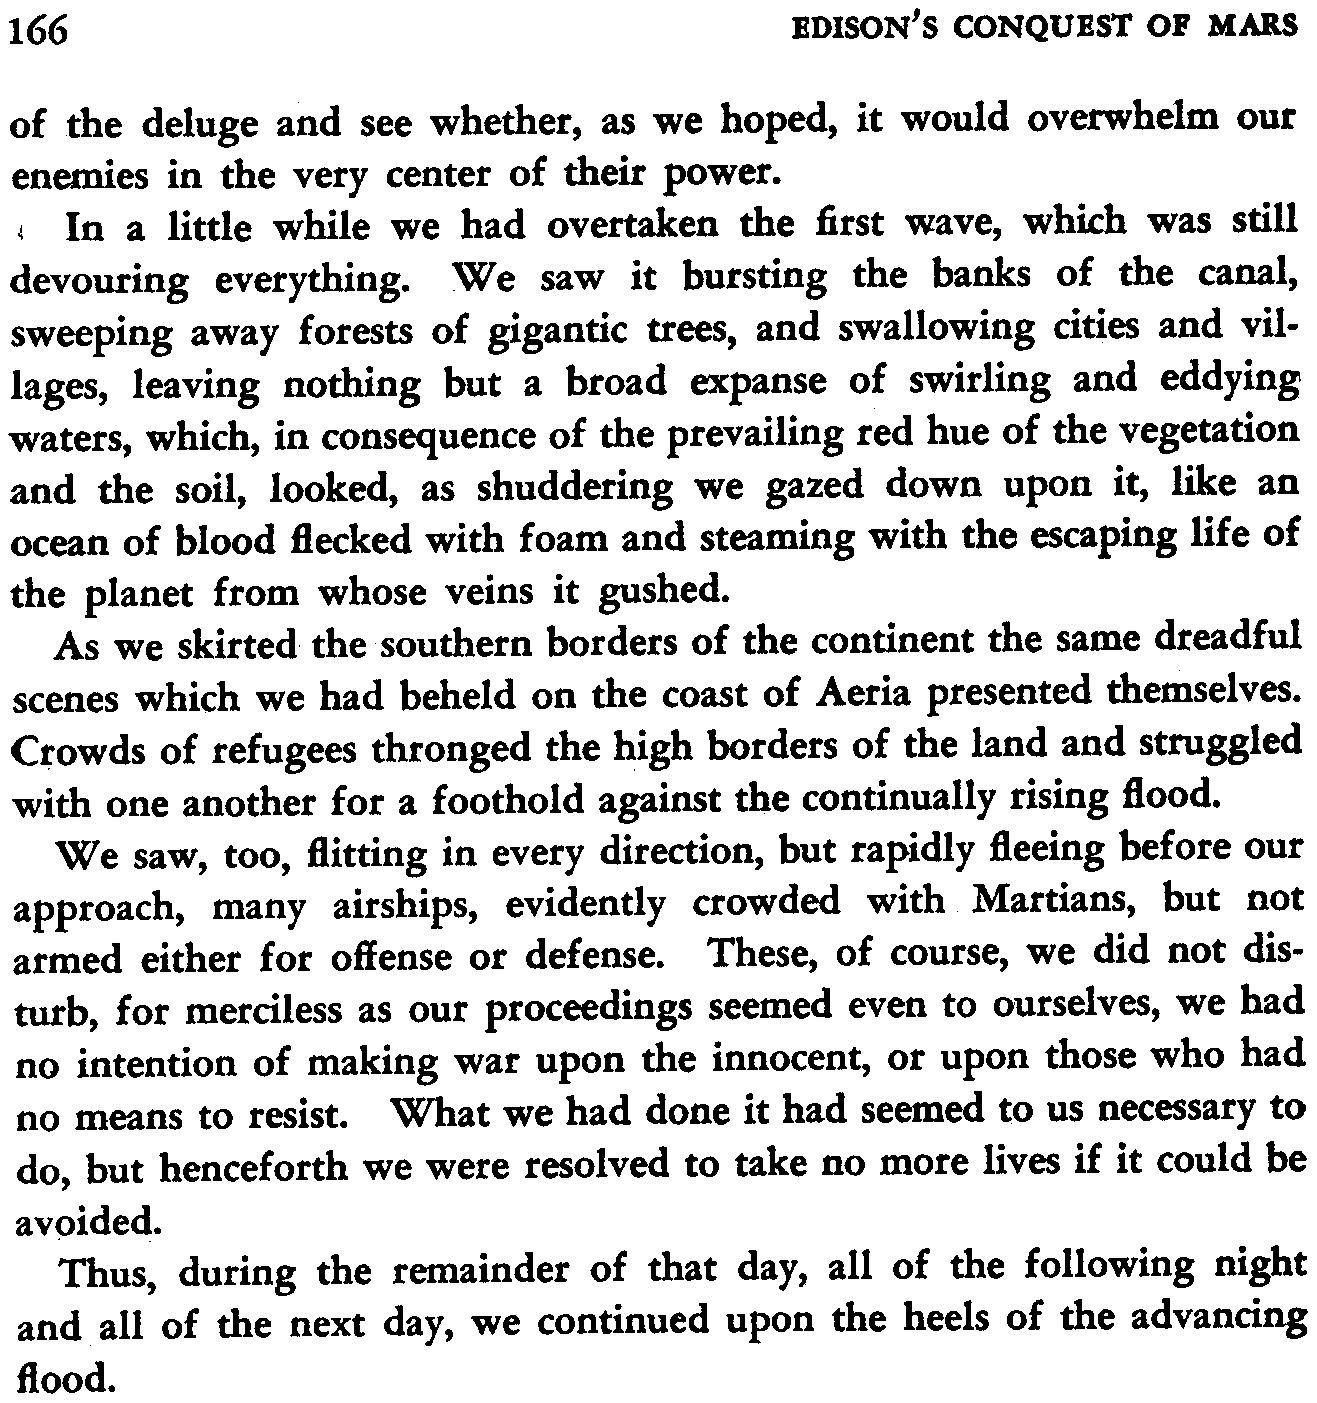 166 EDISON'S CONQUEST OF MARS
of the deluge and see whether, as we hoped, it would overwhelm our
enemies in the very center of their power.
In a little while we had overtaken the first wave, which was still
devouring everything. We saw it bursting the banks of the canal,
sweeping away forests of gigantic trees, and swallowing cities and vil-
lages, leaving nothing but a broad expanse of swirling and eddying
waters, which, in consequence of the prevailing red hue of the vegetation
and the soil, looked, as shuddering we gazed down upon it, like an
ocean of blood flecked with foam and steaming with the escaping life of
the planet from whose veins it gushed.
As we skirted the southern borders of the continent the same dreadful
scenes which we had beheld on the coast of Aeria presented themselves.
Crowds of refugees thronged the high borders of the land and struggled
with one another for a foothold against the continually rising flood.
We saw, too, flitting in every direction, but rapidly fleeing before our
approach, many airships, evidently crowded with Martians, but not
armed either for offense or defense. These, of course, we did not dis-
turb, for merciless as our proceedings seemed even to ourselves, we had
no intention of making war upon the innocent, or upon those who had
no means to resist. What we had done it had seemed to us necessary to
do, but henceforth we were resolved to take no more lives if it could be
avoided.
Thus, during the remainder of that day, all of the following night
and all of the next day, we continued upon the heels of the advancing
flood.